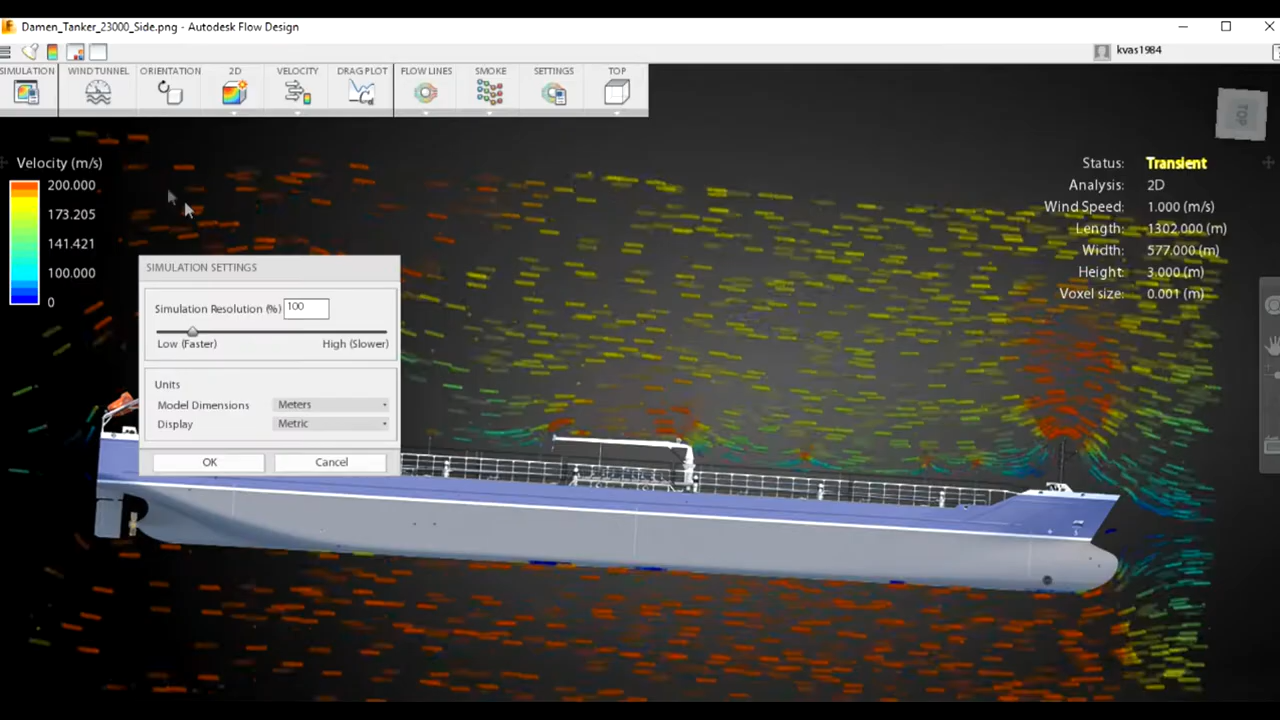 Damen_Tanker_23000_Side.png - Autodesk Flow Design
kvas1984
SIMULATION
WIND TUNNEL
ORIENTATION
2D
VELOCITY
DRAG PLOT
FLOW LINES
SMOKE
SETTINGS
TOP
TOP
Velocity (m/s)
200.000
173.205
141.421
100.000
0
Status: Transient
Analysis: 2D
Wind Speed: 1.000 (m/s)
Length: 1302.000 (m)
Width: 577.000 (m)
Height: 3.000 (m)
Voxel size: 0.001 (m)
SIMULATION SETTINGS
Simulation Resolution (%) 100
Low (Faster) High (Slower)
Units
Model Dimensions Meters
Display Metric
OK Cancel